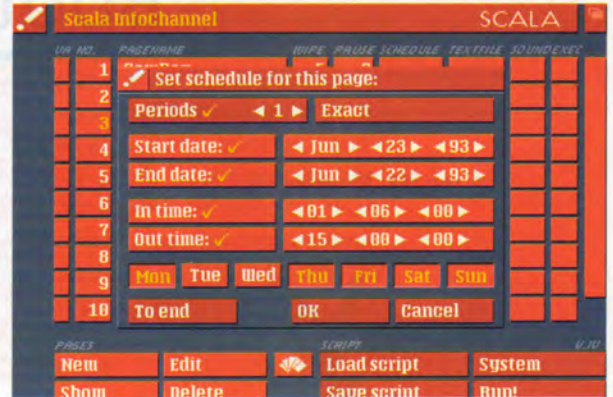 Scala InfoChannel SCALA
VA NO. PAGENAME WIPE PAUSE SCHEDULE TEXTFILE SOUND EXEC
1
Set schedule for this page:
2
Periods ✓ ◀ 1 ▶ Exact
3
4 Start date: ✓ ◀ Jun ▶ ◀ 23 ▶ ◀ 93 ▶
5 End date: ✓ ◀ Jun ▶ ◀ 22 ▶ ◀ 93 ▶
6 In time: ✓ ◀ 01 ▶ ◀ 06 ▶ ◀ 00 ▶
7 Out time: ✓ ◀ 15 ▶ ◀ 00 ▶ ◀ 00 ▶
8
9 Mon Tue Wed Thu Fri Sat Sun
10 To end OK Cancel
PAGES SCRIPT
New Edit Load script System
Show Delete Save script Run!